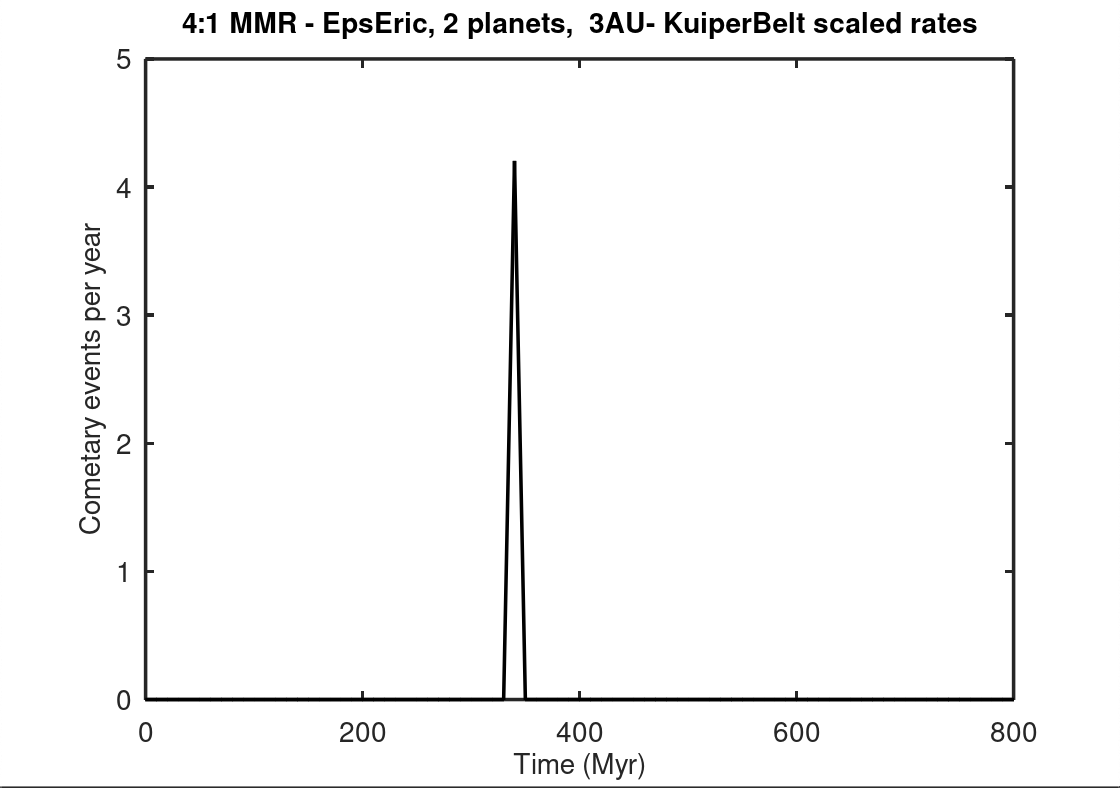 4:1 MMR - EpsEric, 2 planets,  3AU- KuiperBelt scaled rates
5
4
3
2
1
0
Cometary events per year
0 200 400 600 800
Time (Myr)